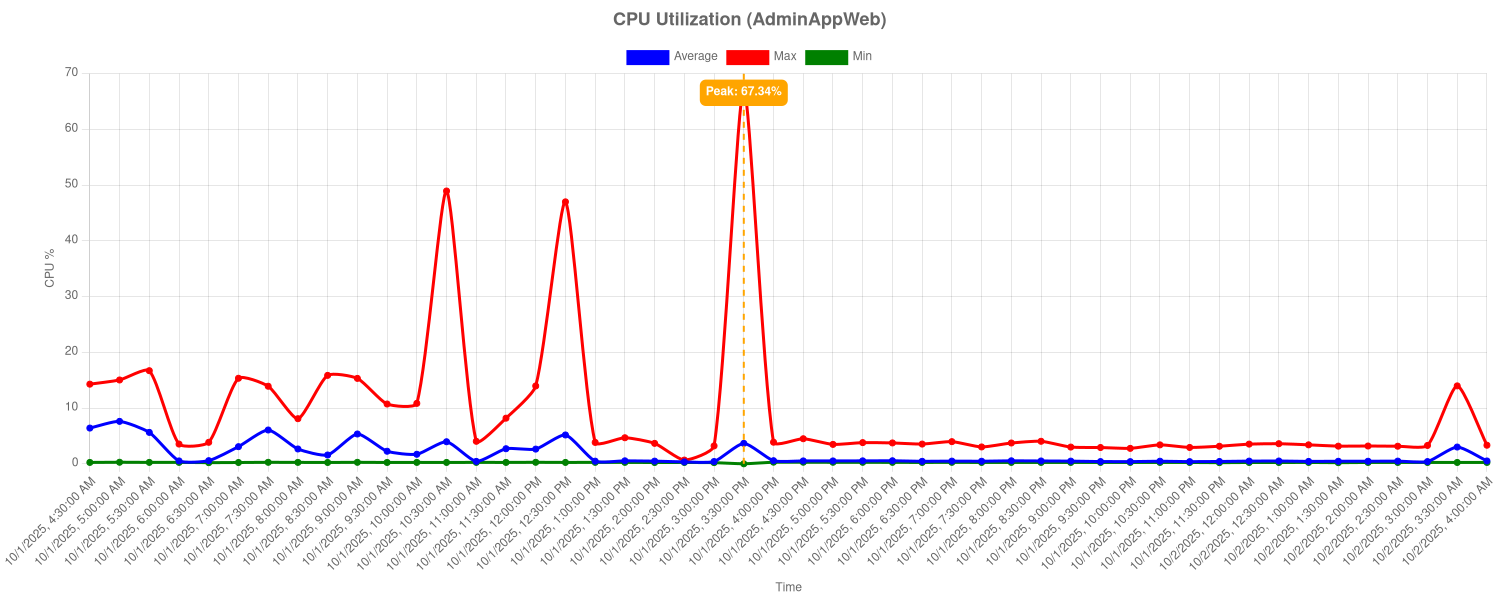 CPU Utilization (AdminAppWeb)
Average Max Min
Peak: 67.34%
CPU %
70
60
50
40
30
20
10
0
10/1/2025, 4:30:00 AM
10/1/2025, 5:00:00 AM
10/1/2025, 5:30:00 AM
10/1/2025, 6:00:00 AM
10/1/2025, 6:30:00 AM
10/1/2025, 7:00:00 AM
10/1/2025, 7:30:00 AM
10/1/2025, 8:00:00 AM
10/1/2025, 8:30:00 AM
10/1/2025, 9:00:00 AM
10/1/2025, 9:30:00 AM
10/1/2025, 10:00:00 AM
10/1/2025, 10:30:00 AM
10/1/2025, 11:00:00 AM
10/1/2025, 11:30:00 AM
10/1/2025, 12:00:00 PM
10/1/2025, 12:30:00 PM
10/1/2025, 1:00:00 PM
10/1/2025, 1:30:00 PM
10/1/2025, 2:00:00 PM
10/1/2025, 2:30:00 PM
10/1/2025, 3:00:00 PM
10/1/2025, 3:30:00 PM
10/1/2025, 4:00:00 PM
10/1/2025, 4:30:00 PM
10/1/2025, 5:00:00 PM
10/1/2025, 5:30:00 PM
10/1/2025, 6:00:00 PM
10/1/2025, 6:30:00 PM
10/1/2025, 7:00:00 PM
10/1/2025, 7:30:00 PM
10/1/2025, 8:00:00 PM
10/1/2025, 8:30:00 PM
10/1/2025, 9:00:00 PM
10/1/2025, 9:30:00 PM
10/1/2025, 10:00:00 PM
10/1/2025, 10:30:00 PM
10/1/2025, 11:00:00 PM
10/1/2025, 11:30:00 PM
10/2/2025, 12:00:00 AM
10/2/2025, 12:30:00 AM
10/2/2025, 1:00:00 AM
10/2/2025, 1:30:00 AM
10/2/2025, 2:00:00 AM
10/2/2025, 2:30:00 AM
10/2/2025, 3:00:00 AM
10/2/2025, 3:30:00 AM
10/2/2025, 4:00:00 AM
Time